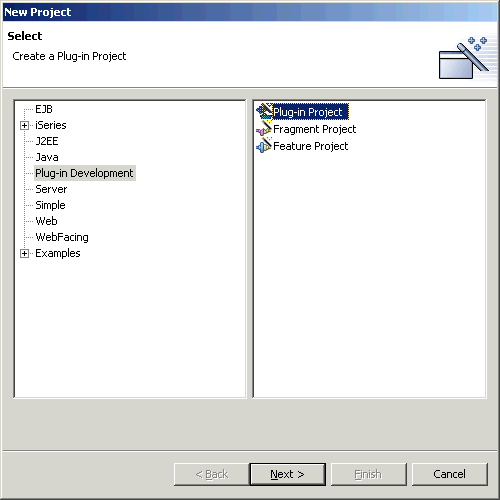 New Project
Select
Create a Plug-in Project
EJB
iSeries
J2EE
Java
Plug-in Development
Server
Simple
Web
WebFacing
Examples
Plug-in Project
Fragment Project
Feature Project
< Back
Next >
Finish
Cancel